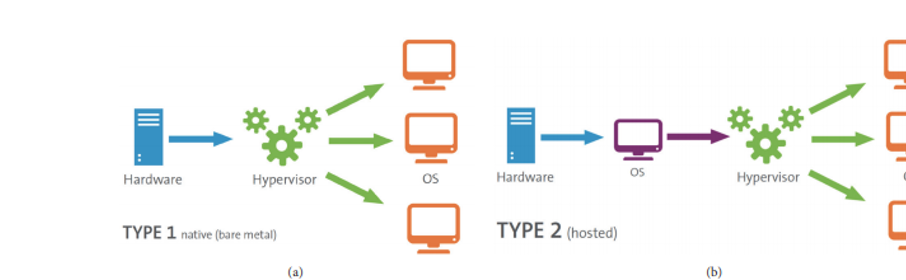 Hardware
Hypervisor
OS
TYPE 1 native (bare metal)
(a)
Hardware
OS
Hypervisor
TYPE 2 (hosted)
(b)